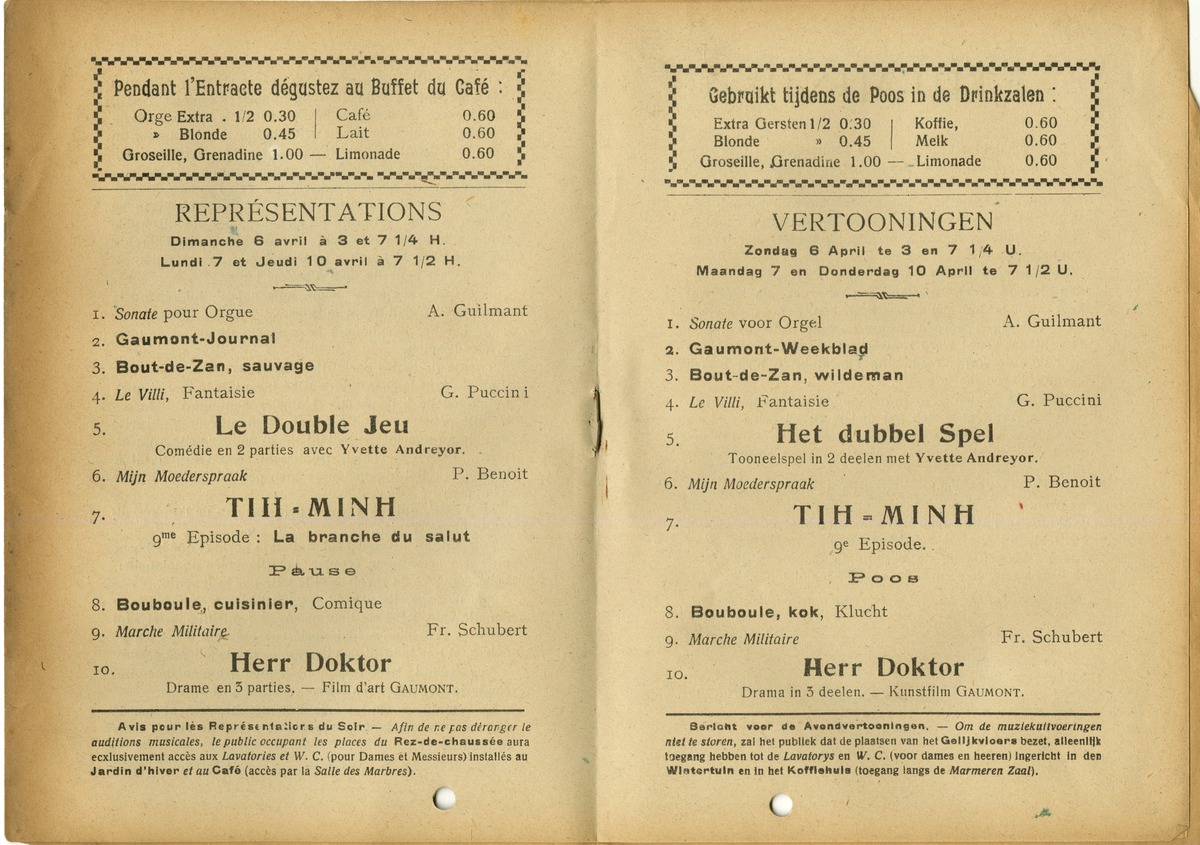 Pendant l'Entracte dégustez au Buffet du Café :
Orge Extra . 1/2 0.30 Café 0.60
» Blonde 0.45 Lait 0.60
Groseille, Grenadine 1.00 — Limonade 0.60
REPRÉSENTATIONS
Dimanche 6 avril à 3 et 7 1/4 H.
Lundi 7 et Jeudi 10 avril à 7 1/2 H.
1. Sonate pour Orgue A. Guilmant
2. Gaumont-Journal
3. Bout-de-Zan, sauvage
4. Le Villi, Fantaisie G. Puccini
5. Le Double Jeu
Comédie en 2 parties avec Yvette Andreyor.
6. Mijn Moederspraak P. Benoit
7. TIH-MINH
9me Episode : La branche du salut
Pause
8. Bouboule, cuisinier, Comique
9. Marche Militaire Fr. Schubert
10. Herr Doktor
Drame en 3 parties. — Film d'art GAUMONT.
Avis pour lès Représentations du Soir — Afin de ne pas déranger le
auditions musicales, le public occupant les places du Rez-de-chaussée aura
ecxlusivement accès aux Lavatories et W. C. (pour Dames et Messieurs) installés au
Jardin d'hiver et au Café (accès par la Salle des Marbres).
Gebruikt tijdens de Poos in de Drinkzalen :
Extra Gersten 1/2 0.30 Koffie, 0.60
Blonde » 0.45 Melk 0.60
Groseille, Grenadine 1.00 — Limonade 0.60
VERTOONINGEN
Zondag 6 April te 3 en 7 1/4 U.
Maandag 7 en Donderdag 10 April te 7 1/2 U.
1. Sonate voor Orgel A. Guilmant
2. Gaumont-Weekblad
3. Bout-de-Zan, wildeman
4. Le Villi, Fantaisie G. Puccini
5. Het dubbel Spel
Tooneelspel in 2 deelen met Yvette Andreyor.
6. Mijn Moederspraak P. Benoit
7. TIH=MINH
9e Episode.
Poos
8. Bouboule, kok, Klucht
9. Marche Militaire Fr. Schubert
10. Herr Doktor
Drama in 3 deelen. — Kunstfilm GAUMONT.
Bericht voor de Avondvertooningen. — Om de muziekuitvoeringen
niet te storen, zal het publiek dat de plaatsen van het Gelijkvloers bezet, alleenlijk
toegang hebben tot de Lavatorys en W. C. (voor dames en heeren) ingericht in den
Wintertuin en in het Koffiehuis (toegang langs de Marmeren Zaal).